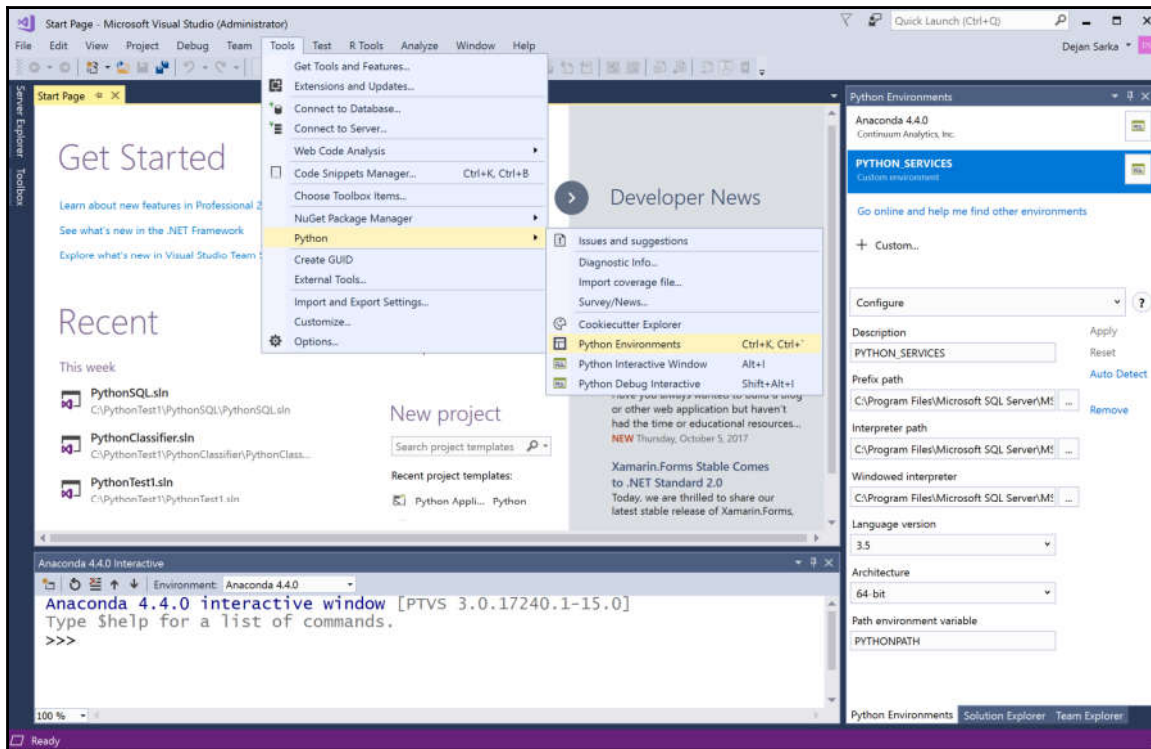 Start Page - Microsoft Visual Studio (Administrator)
Quick Launch (Ctrl+Q)
File Edit View Project Debug Team Tools Test R Tools Analyze Window Help
Dejan Sarka
Server Explorer
Toolbox
Start Page
Get Started
Learn about new features in Professional 2
See what's new in the .NET Framework
Explore what's new in Visual Studio Team
Recent
This week
PythonSQL.sln
C:\PythonTest1\PythonSQL\PythonSQL.sln
PythonClassifier.sln
C:\PythonTest1\PythonClassifier\PythonClass...
PythonTest1.sln
C:\PythonTest1\PythonTest1.sln
Get Tools and Features...
Extensions and Updates...
Connect to Database...
Connect to Server...
Web Code Analysis
Code Snippets Manager... Ctrl+K, Ctrl+B
Choose Toolbox Items...
NuGet Package Manager
Python
Create GUID
External Tools...
Import and Export Settings...
Customize...
Options...
Issues and suggestions
Diagnostic Info...
Import coverage file...
Survey/News...
Cookiecutter Explorer
Python Environments Ctrl+K, Ctrl+`
Python Interactive Window Alt+I
Python Debug Interactive Shift+Alt+I
New project
Search project templates
Recent project templates:
Python Appli... Python
Developer News
Have you always wanted to build a blog
or other web application but haven't
had the time or educational resources...
NEW Thursday, October 5, 2017
Xamarin.Forms Stable Comes
to .NET Standard 2.0
Today, we are thrilled to share our
latest stable release of Xamarin.Forms,
Anaconda 4.4.0 Interactive
Environment: Anaconda 4.4.0
Anaconda 4.4.0 interactive window [PTVS 3.0.17240.1-15.0]
Type $help for a list of commands.
>>>
100 %
Python Environments
Anaconda 4.4.0
Continuum Analytics, Inc.
PYTHON_SERVICES
Custom environment
Go online and help me find other environments
+ Custom...
Configure ?
Description Apply
PYTHON_SERVICES Reset
Prefix path Auto Detect
C:\Program Files\Microsoft SQL Server\MS ...
Remove
Interpreter path
C:\Program Files\Microsoft SQL Server\MS ...
Windowed interpreter
C:\Program Files\Microsoft SQL Server\MS ...
Language version
3.5
Architecture
64-bit
Path environment variable
PYTHONPATH
Python Environments Solution Explorer Team Explorer
Ready